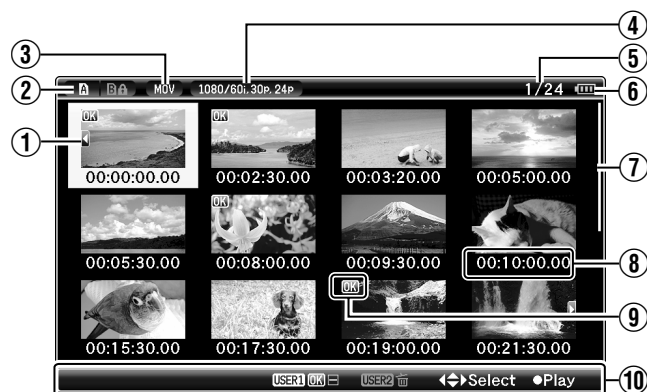 ④
③ ⑤
② A B MOV 1080/60i.30p.24p 1/24 ⑥
OK OK
① ⑦
00:00:00.00 00:02:30.00 00:03:20.00 00:05:00.00
OK
00:05:30.00 00:08:00.00 00:09:30.00 00:10:00.00 ⑧
OK ⑨
00:15:30.00 00:17:30.00 00:19:00.00 00:21:30.00
USER1 OK USER2 Select ●Play ⑩